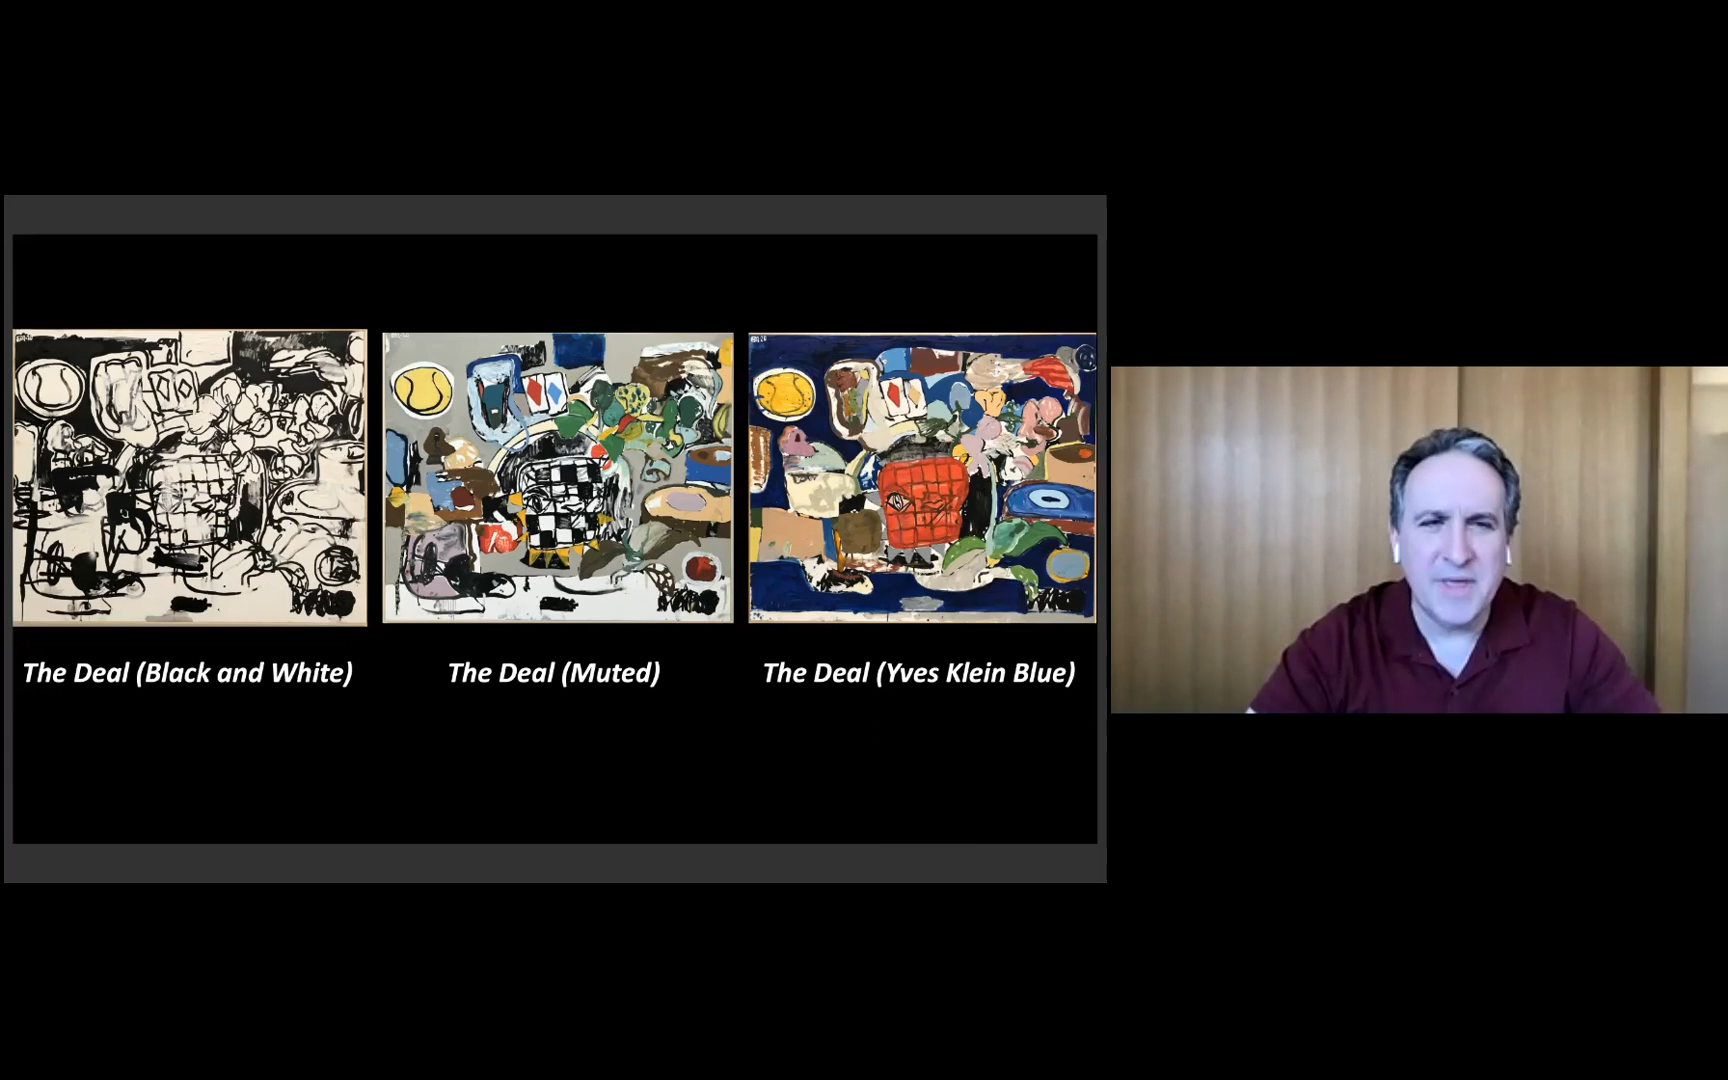 The Deal (Black and White)
The Deal (Muted)
The Deal (Yves Klein Blue)